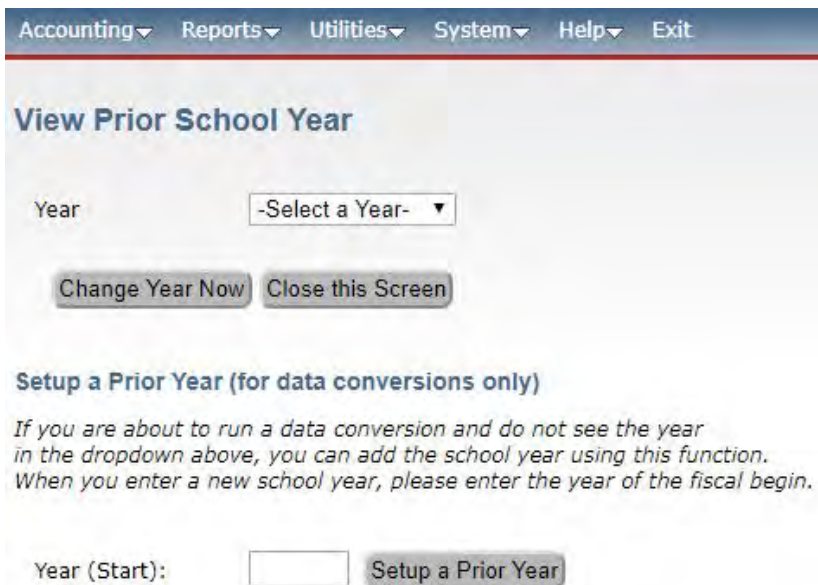 Accounting Reports Utilities System Help Exit
View Prior School Year
Year -Select a Year-
Change Year Now Close this Screen
Setup a Prior Year (for data conversions only)
If you are about to run a data conversion and do not see the year
in the dropdown above, you can add the school year using this function.
When you enter a new school year, please enter the year of the fiscal begin.
Year (Start): Setup a Prior Year